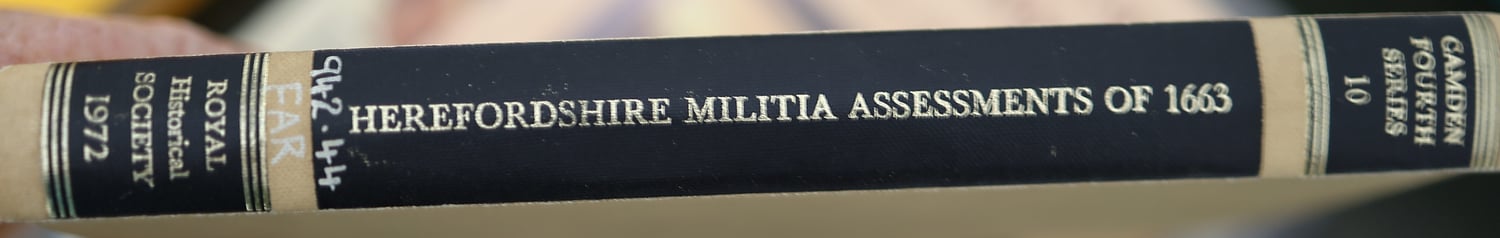 CAMDEN
FOURTH
SERIES
10
HEREFORDSHIRE MILITIA ASSESSMENTS OF 1663
942.44
FAR
ROYAL
Historical
SOCIETY
1972